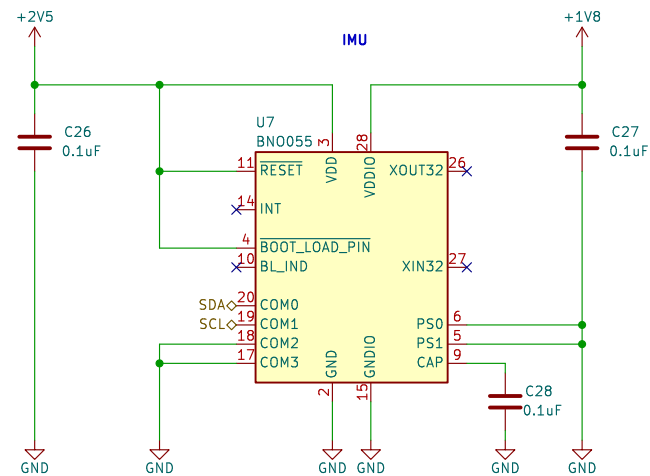 +2V5
+1V8
IMU
U7
BNO055
C26
0.1uF
C27
0.1uF
3
28
VDD
VDDIO
11
RESET
XOUT32
26
14
INT
4
BOOT_LOAD_PIN
10
BL_IND
XIN32
27
SDA
20
COM0
SCL
19
COM1
PS0
6
18
COM2
PS1
5
17
COM3
CAP
9
GND
GNDIO
2
15
C28
0.1uF
GND
GND
GND
GND
GND
GND